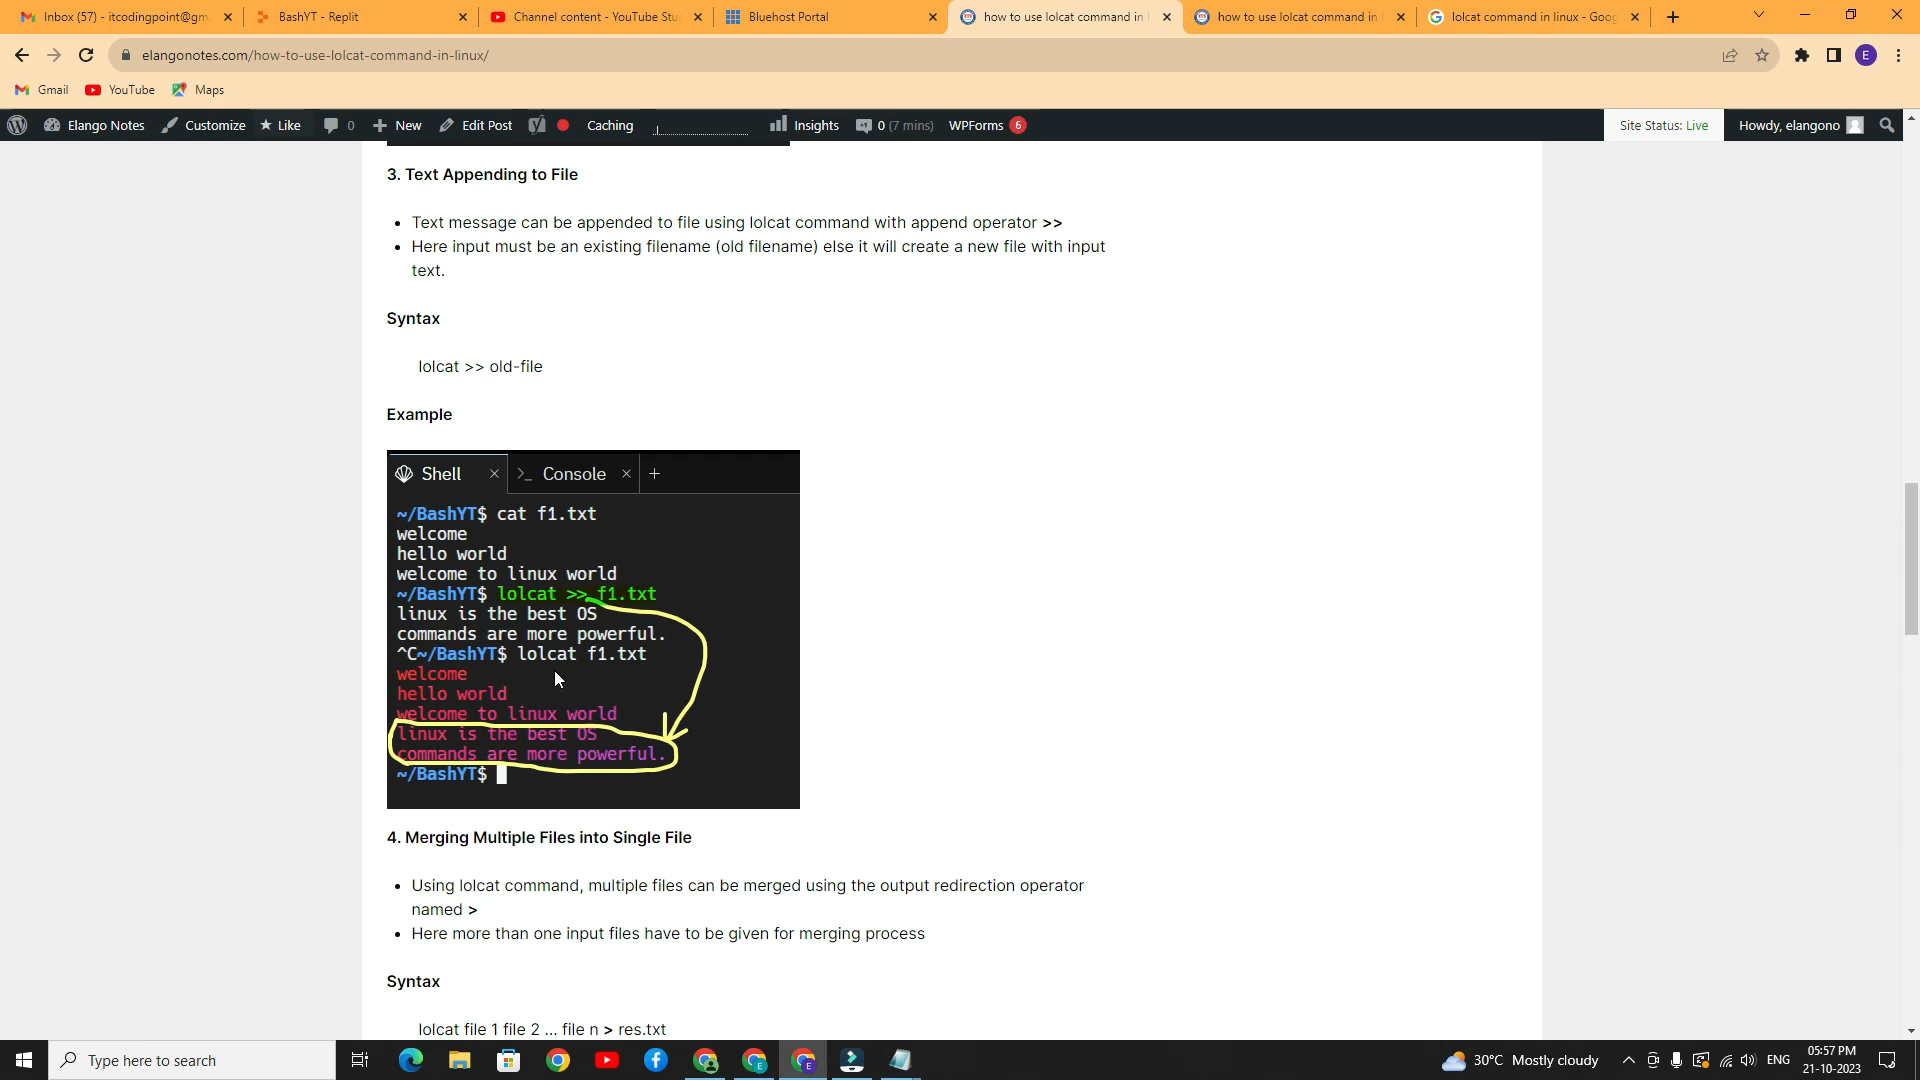 Inbox (57) - itcodingpoint@gm
BashYT - Replit
Channel content - YouTube Stu
Bluehost Portal
how to use lolcat command in l
how to use lolcat command in l
lolcat command in linux - Goog
elangonotes.com/how-to-use-lolcat-command-in-linux/
E
Gmail
YouTube
Maps
Elango Notes
Customize
Like
0
New
Edit Post
Caching
Insights
0 (7 mins)
WPForms 6
Site Status: Live
Howdy, elangono
3. Text Appending to File
• Text message can be appended to file using lolcat command with append operator >>
• Here input must be an existing filename (old filename) else it will create a new file with input
text.
Syntax
lolcat >> old-file
Example
Shell
Console
~/BashYT$ cat f1.txt
welcome
hello world
welcome to linux world
~/BashYT$ lolcat >> f1.txt
linux is the best OS
commands are more powerful.
^C~/BashYT$ lolcat f1.txt
welcome
hello world
welcome to linux world
linux is the best OS
commands are more powerful.
~/BashYT$
4. Merging Multiple Files into Single File
• Using lolcat command, multiple files can be merged using the output redirection operator
named >
• Here more than one input files have to be given for merging process
Syntax
lolcat file 1 file 2 ... file n > res.txt
Type here to search
30°C Mostly cloudy
ENG
05:57 PM
21-10-2023